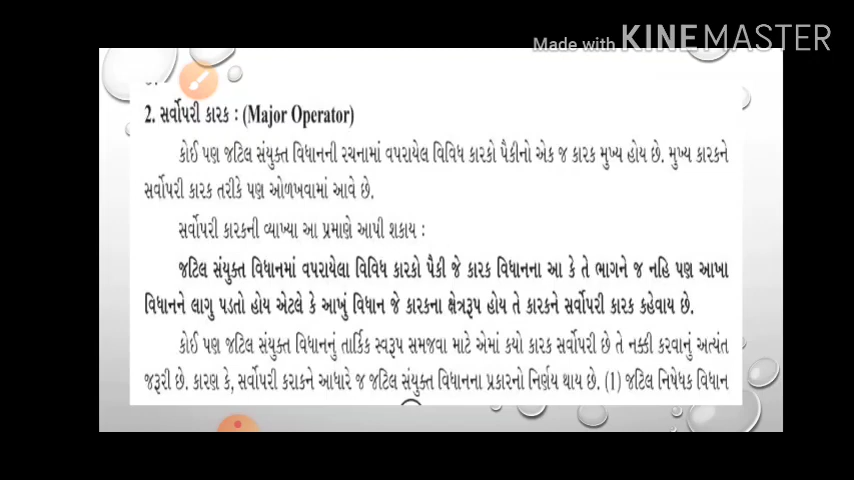 Made with KINEMASTER
2. સર્વોપરી કારક : (Major Operator)
કોઈ પણ જટિલ સંયુક્ત વિધાનની રચનામાં વપરાયેલ વિવિધ કારકો પૈકીનો એક જ કારક મુખ્ય હોય છે. મુખ્ય કારકને
સર્વોપરી કારક તરીકે પણ ઓળખવામાં આવે છે.
સર્વોપરી કારકની વ્યાખ્યા આ પ્રમાણે આપી શકાય :
જટિલ સંયુક્ત વિધાનમાં વપરાયેલા વિવિધ કારકો પૈકી જે કારક વિધાનના આ કે તે ભાગને જ નહિ પણ આખા
વિધાનને લાગુ પડતો હોય એટલે કે આખું વિધાન જે કારકના ક્ષેત્રરૂપ હોય તે કારકને સર્વોપરી કારક કહેવાય છે.
કોઈ પણ જટિલ સંયુક્ત વિધાનનું તાર્કિક સ્વરૂપ સમજવા માટે એમાં કયો કારક સર્વોપરી છે તે નક્કી કરવાનું અત્યંત
જરૂરી છે. કારણ કે, સર્વોપરી કરાકને આધારે જ જટિલ સંયુક્ત વિધાનના પ્રકારનો નિર્ણય થાય છે. (1) જટિલ નિષેધક વિધાન